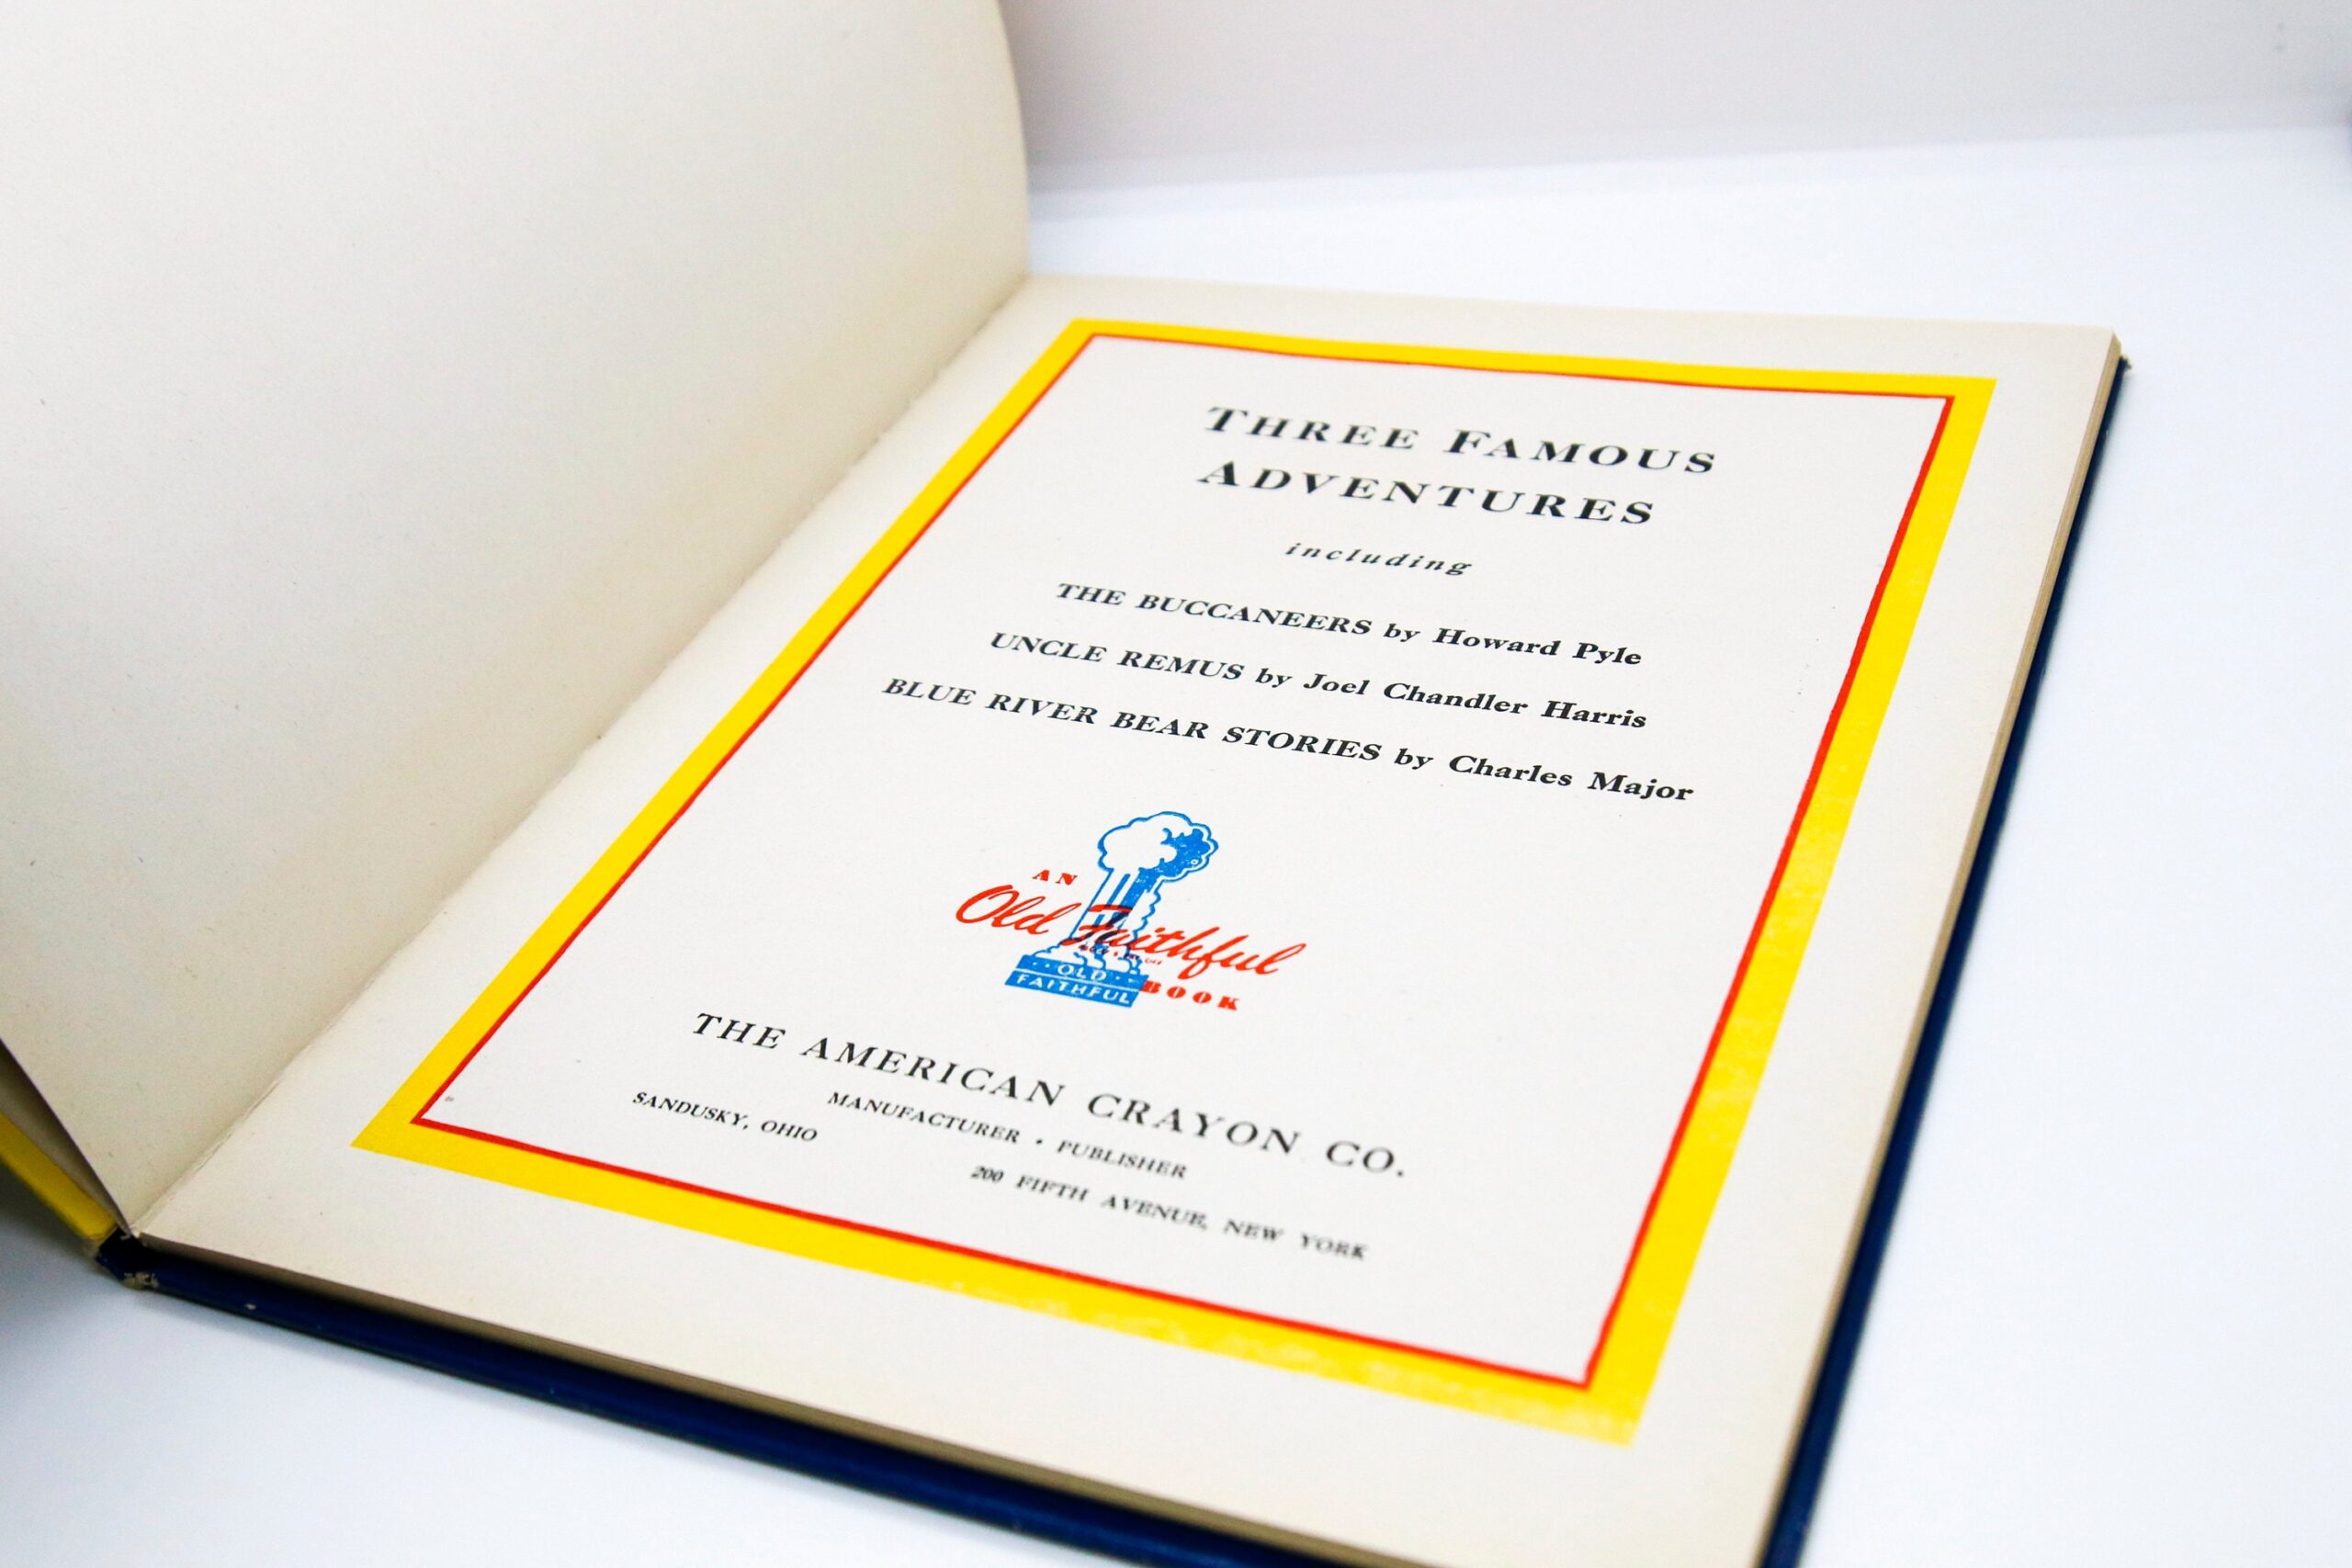 THREE FAMOUS
ADVENTURES
including
THE BUCCANEERS by Howard Pyle
UNCLE REMUS by Joel Chandler Harris
BLUE RIVER BEAR STORIES by Charles Major
AN
Old Faithful
BOOK
OLD
FAITHFUL
THE AMERICAN CRAYON CO.
MANUFACTURER • PUBLISHER
SANDUSKY, OHIO
200 FIFTH AVENUE, NEW YORK